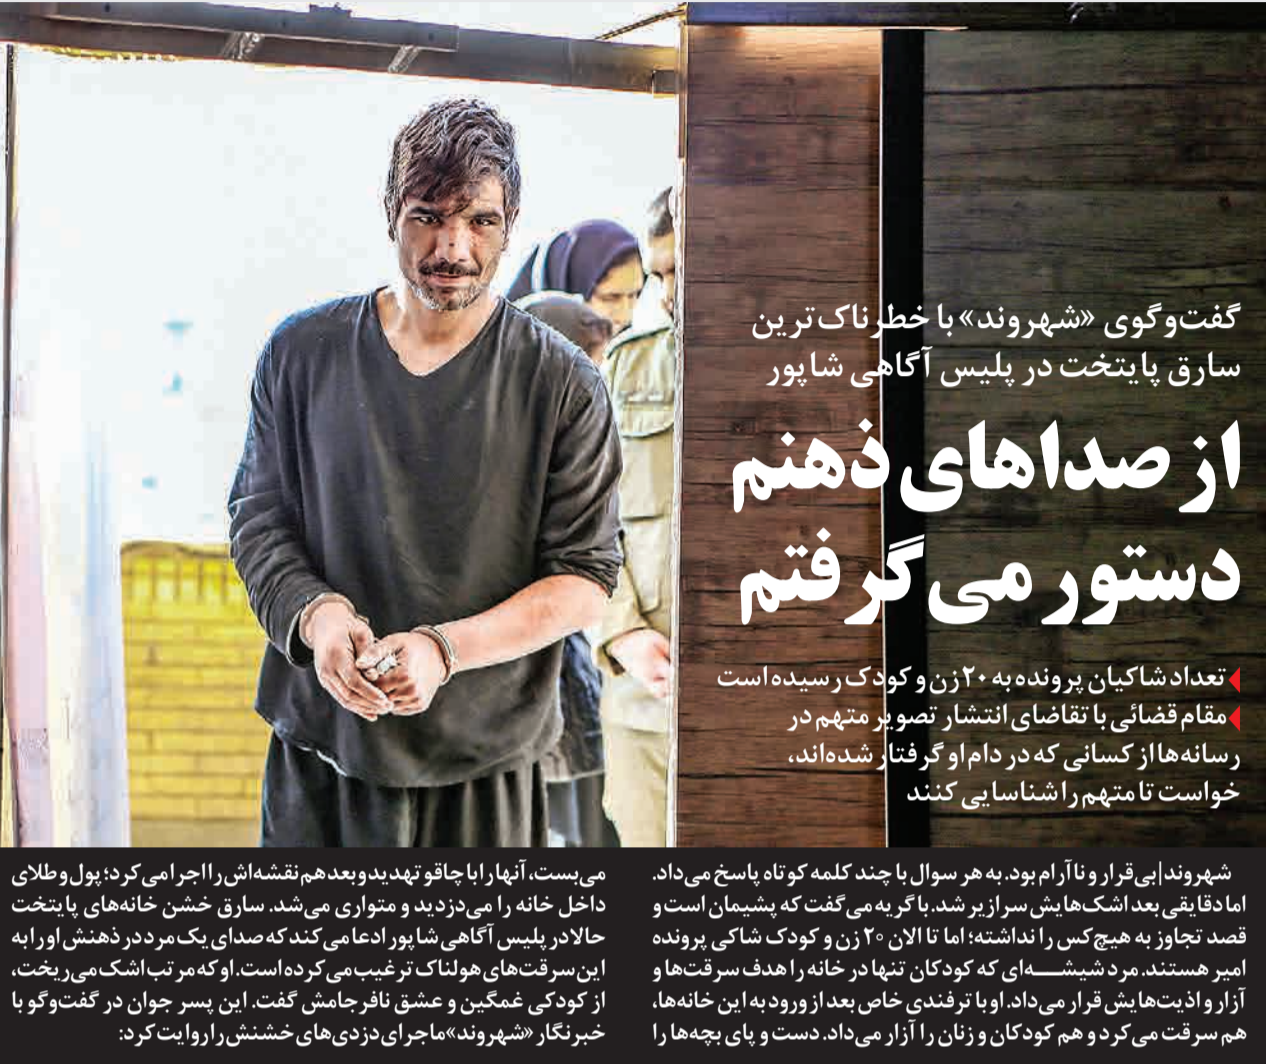 گفت‌وگوی «شهروند» با خطرناک‌ترین
سارق پایتخت در پلیس آگاهی شاپور
از صداهای ذهنم
دستور می‌گرفتم
تعداد شاکیان پرونده به ۲۰ زن و کودک رسیده است
مقام قضائی با تقاضای انتشار تصویر متهم در
رسانه‌ها از کسانی که در دام او گرفتار شده‌اند،
خواست تا متهم را شناسایی کنند
شهروند| بی‌قرار و ناآرام بود. به هر سوال با چند کلمه کوتاه پاسخ می‌داد.
اما دقایقی بعد اشک‌هایش سرازیر شد. با گریه می‌گفت که پشیمان است و
قصد تجاوز به هیچ‌کس را نداشته؛ اما تا الان ۲۰ زن و کودک شاکی پرونده
امیر هستند. مرد شیشه‌ای که کودکان تنها در خانه را هدف سرقت‌ها و
آزار و اذیت‌هایش قرار می‌داد. او با ترفندی خاص بعد از ورود به این خانه‌ها،
هم سرقت می‌کرد و هم کودکان و زنان را آزار می‌داد. دست و پای بچه‌ها را
می‌بست، آنها را با چاقو تهدید و بعد هم نقشه‌اش را اجرا می‌کرد؛ پول و طلای
داخل خانه را می‌دزدید و متواری می‌شد. سارق خشن خانه‌های پایتخت
حالا در پلیس آگاهی شاپور ادعا می‌کند که صدای یک مرد در ذهنش او را به
این سرقت‌های هولناک ترغیب می‌کرده است. او که مرتب اشک می‌ریخت،
از کودکی غمگین و عشق نافرجامش گفت. این پسر جوان در گفت‌وگو با
خبرنگار «شهروند» ماجرای دزدی‌های خشنش را روایت کرد: